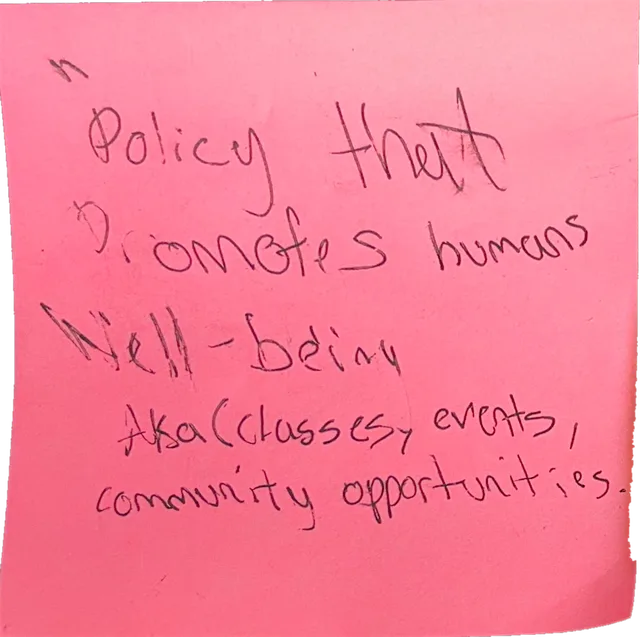 "Policy that
Promotes humans
Well-being
Aka (classes, events,
community opportunities.